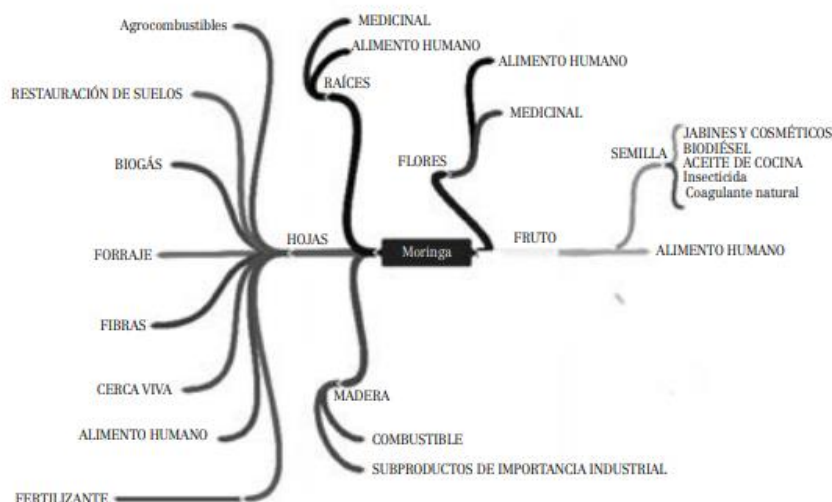 Agrocombustibles
RESTAURACIÓN DE SUELOS
BIOGÁS
FORRAJE
FIBRAS
CERCA VIVA
ALIMENTO HUMANO
FERTILIZANTE
HOJAS
MEDICINAL
ALIMENTO HUMANO
RAÍCES
Moringa
MADERA
COMBUSTIBLE
SUBPRODUCTOS DE IMPORTANCIA INDUSTRIAL
ALIMENTO HUMANO
MEDICINAL
FLORES
FRUTO
SEMILLA
JABINES Y COSMÉTICOS
BIODIÉSEL
ACEITE DE COCINA
Insecticida
Coagulante natural
ALIMENTO HUMANO